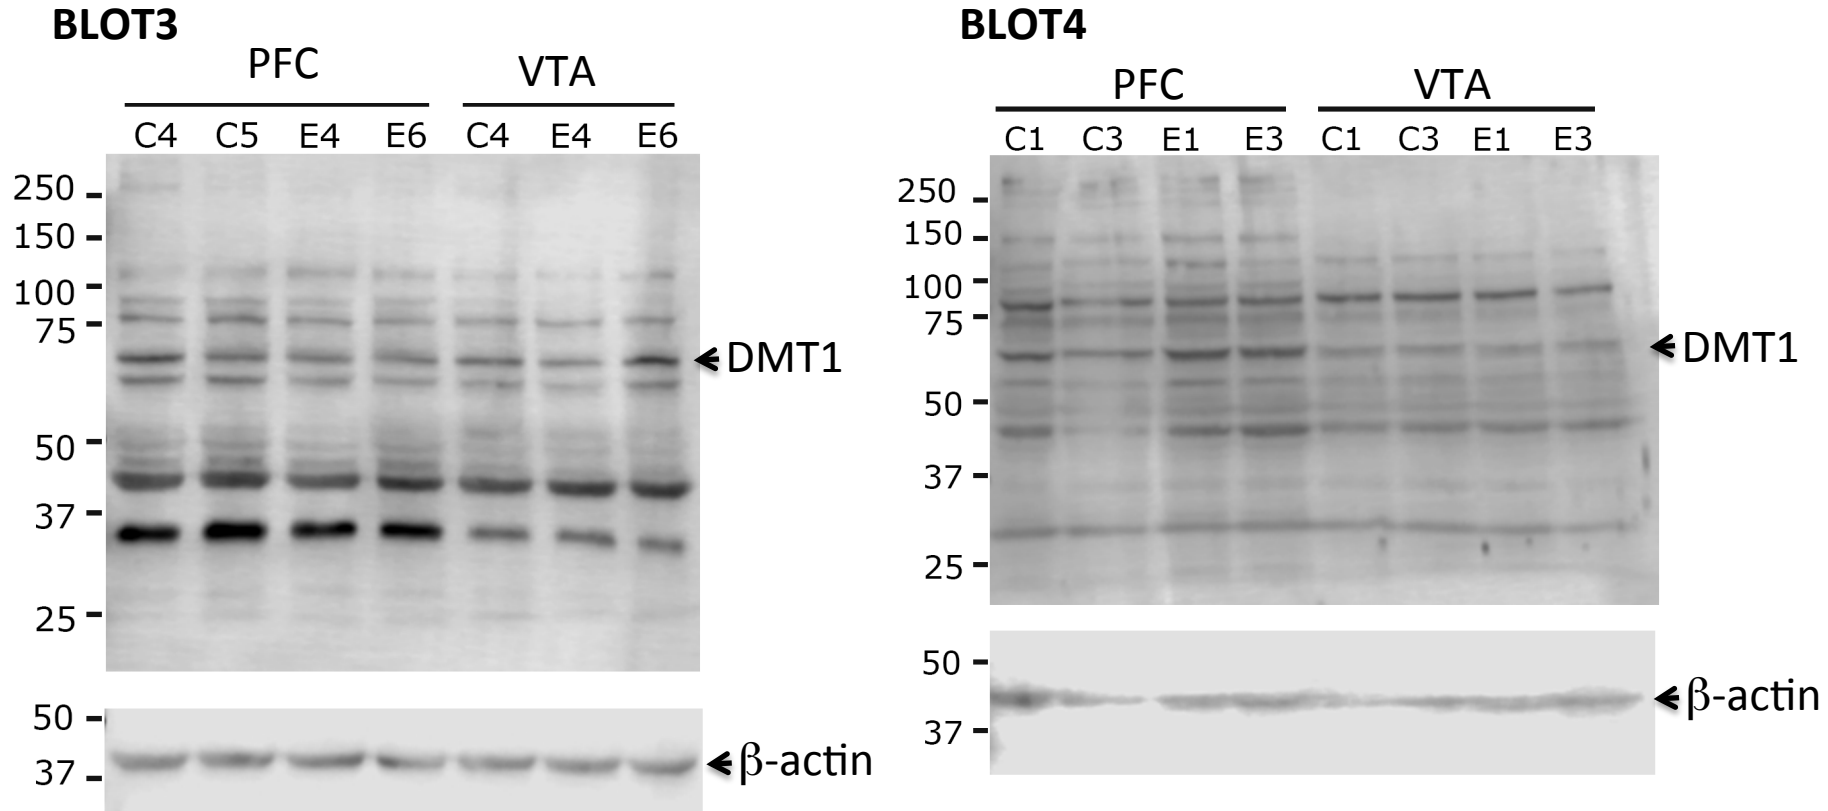 BLOT3
PFC VTA
C4 C5 E4 E6 C4 E4 E6
250
150
100
75
DMT1
50
37
25
50
β-actin
37
BLOT4
PFC VTA
C1 C3 E1 E3 C1 C3 E1 E3
250
150
100
75
DMT1
50
37
25
50
β-actin
37